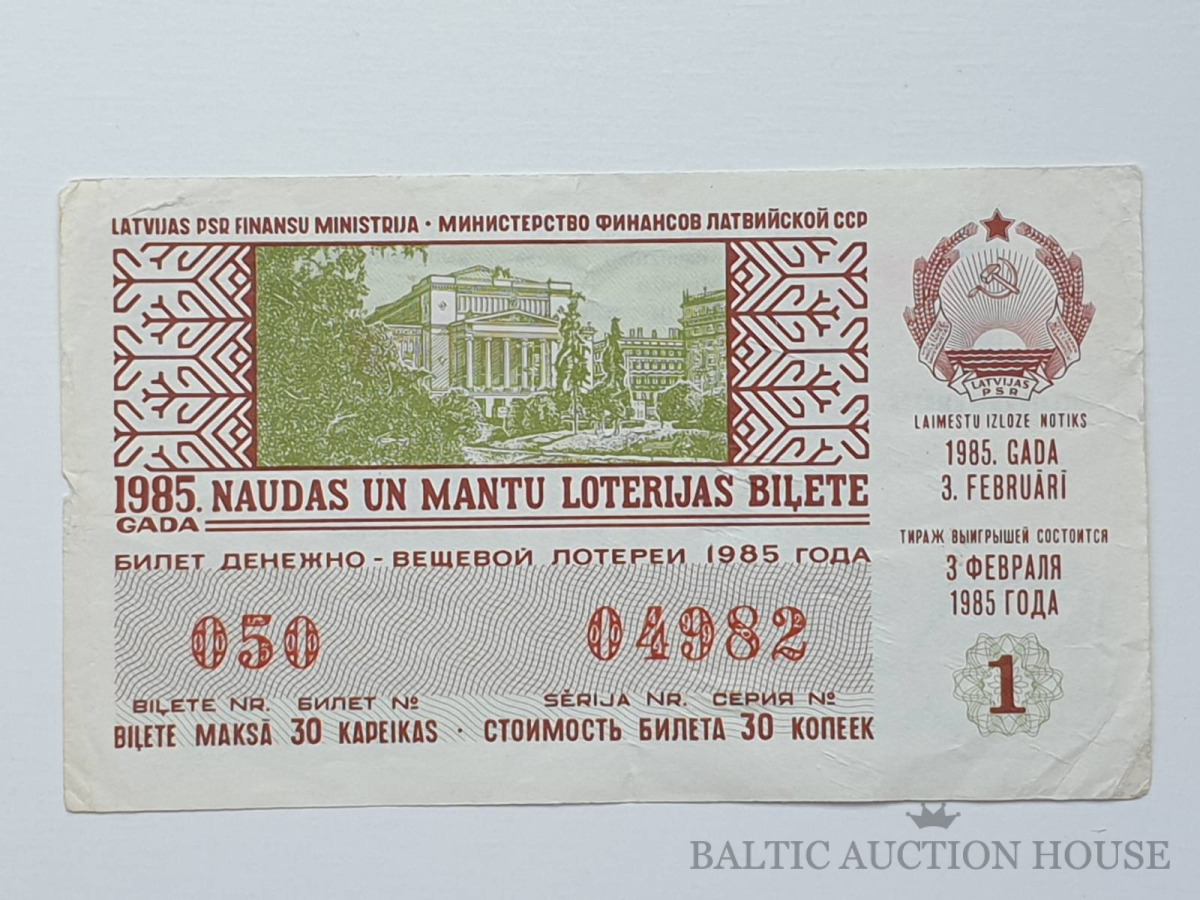 LATVIJAS PSR FINANSU MINISTRIJA · МИНИСТЕРСТВО ФИНАНСОВ ЛАТВИЙСКОЙ ССР
1985. NAUDAS UN MANTU LOTERIJAS BIĻETE
GADA
БИЛЕТ ДЕНЕЖНО - ВЕЩЕВОЙ ЛОТЕРЕИ 1985 ГОДА
050 04982
BIĻETE NR. БИЛЕТ № SĒRIJA NR. СЕРИЯ №
BIĻETE MAKSĀ 30 KAPEIKAS · СТОИМОСТЬ БИЛЕТА 30 КОПЕЕК
LATVIJAS
PSR
LAIMESTU IZLOZE NOTIKS
1985. GADA
3. FEBRUĀRĪ
ТИРАЖ ВЫИГРЫШЕЙ СОСТОИТСЯ
3 ФЕВРАЛЯ
1985 ГОДА
1
BALTIC AUCTION HOUSE